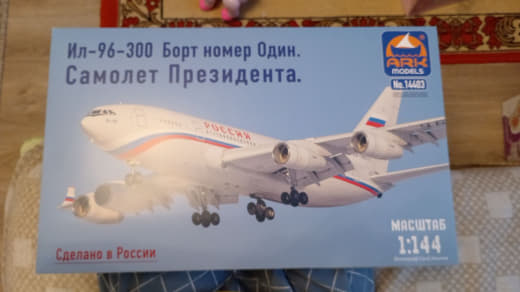 Ил-96-300 Борт номер Один.
Самолет Президента.
ARK
MODELS
No.14403
РОССИЯ
Сделано в России
МАСШТАБ
1:144